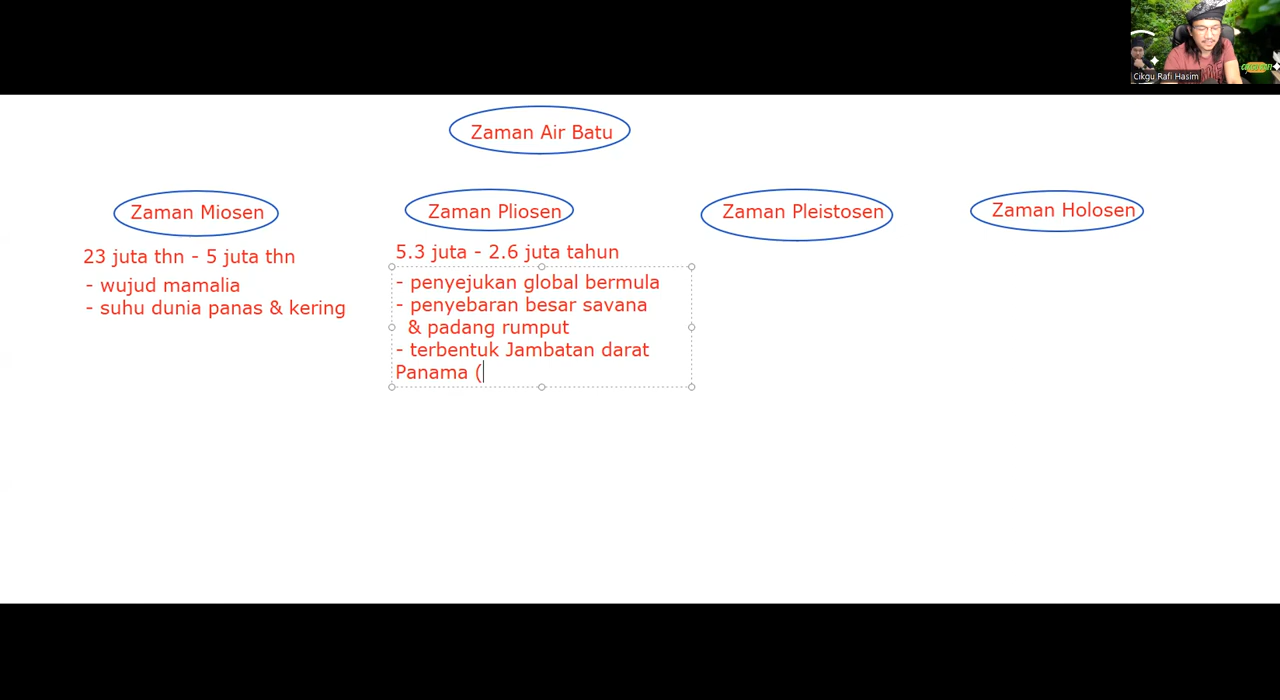 Cikgu Rafi Hasim
Zaman Air Batu
Zaman Miosen
23 juta thn - 5 juta thn
- wujud mamalia
- suhu dunia panas & kering
Zaman Pliosen
5.3 juta - 2.6 juta tahun
- penyejukan global bermula
- penyebaran besar savana
& padang rumput
- terbentuk Jambatan darat
Panama (
Zaman Pleistosen
Zaman Holosen